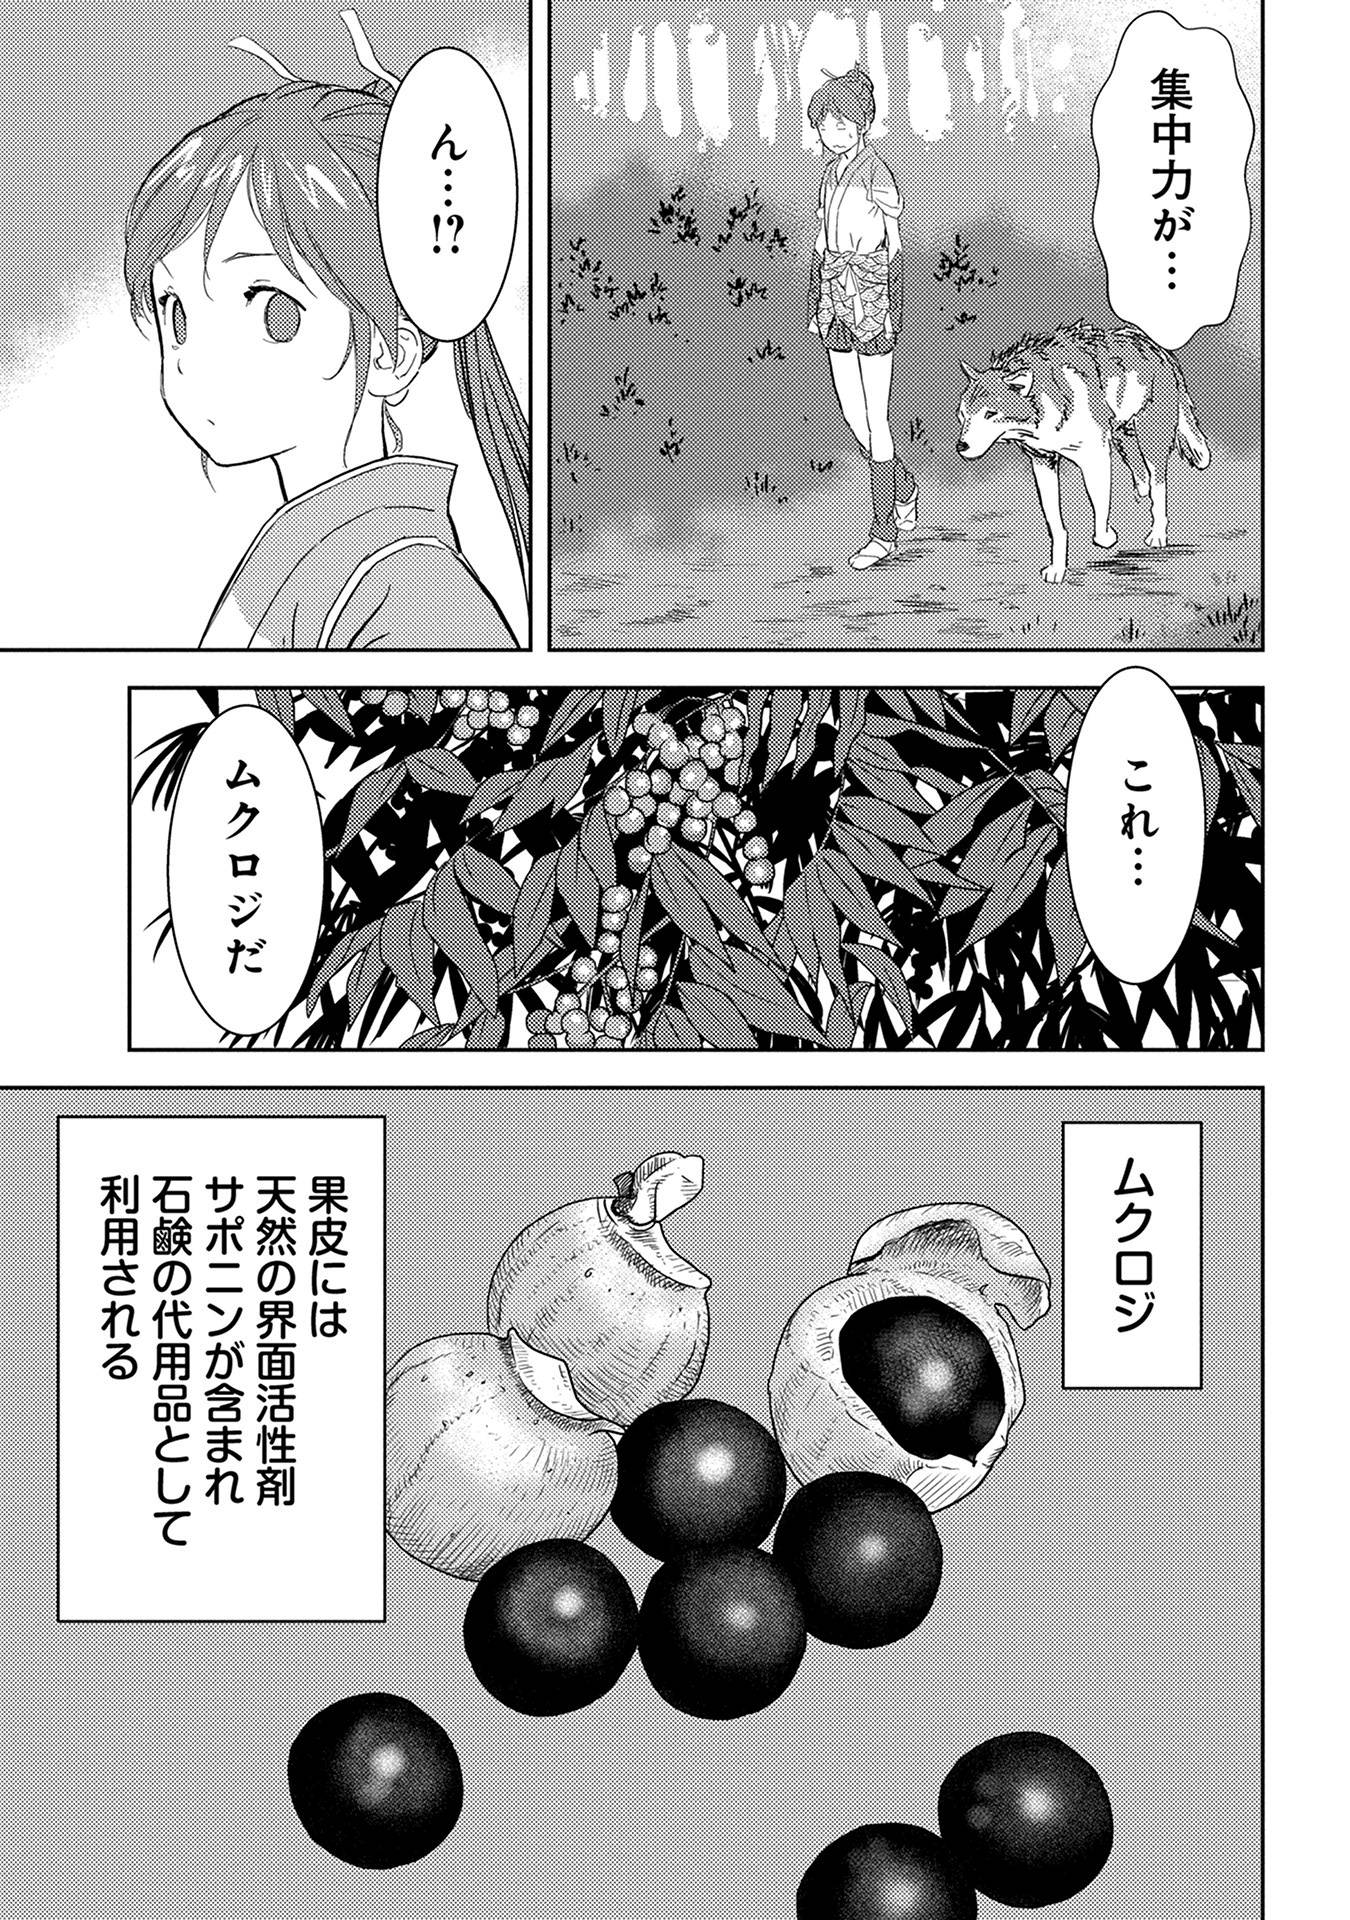 集中力が…
ん…!?
これ…
ムクロジだ
ムクロジ
果皮には
天然の界面活性剤
サポニンが含まれ
石鹸の代用品として
利用される